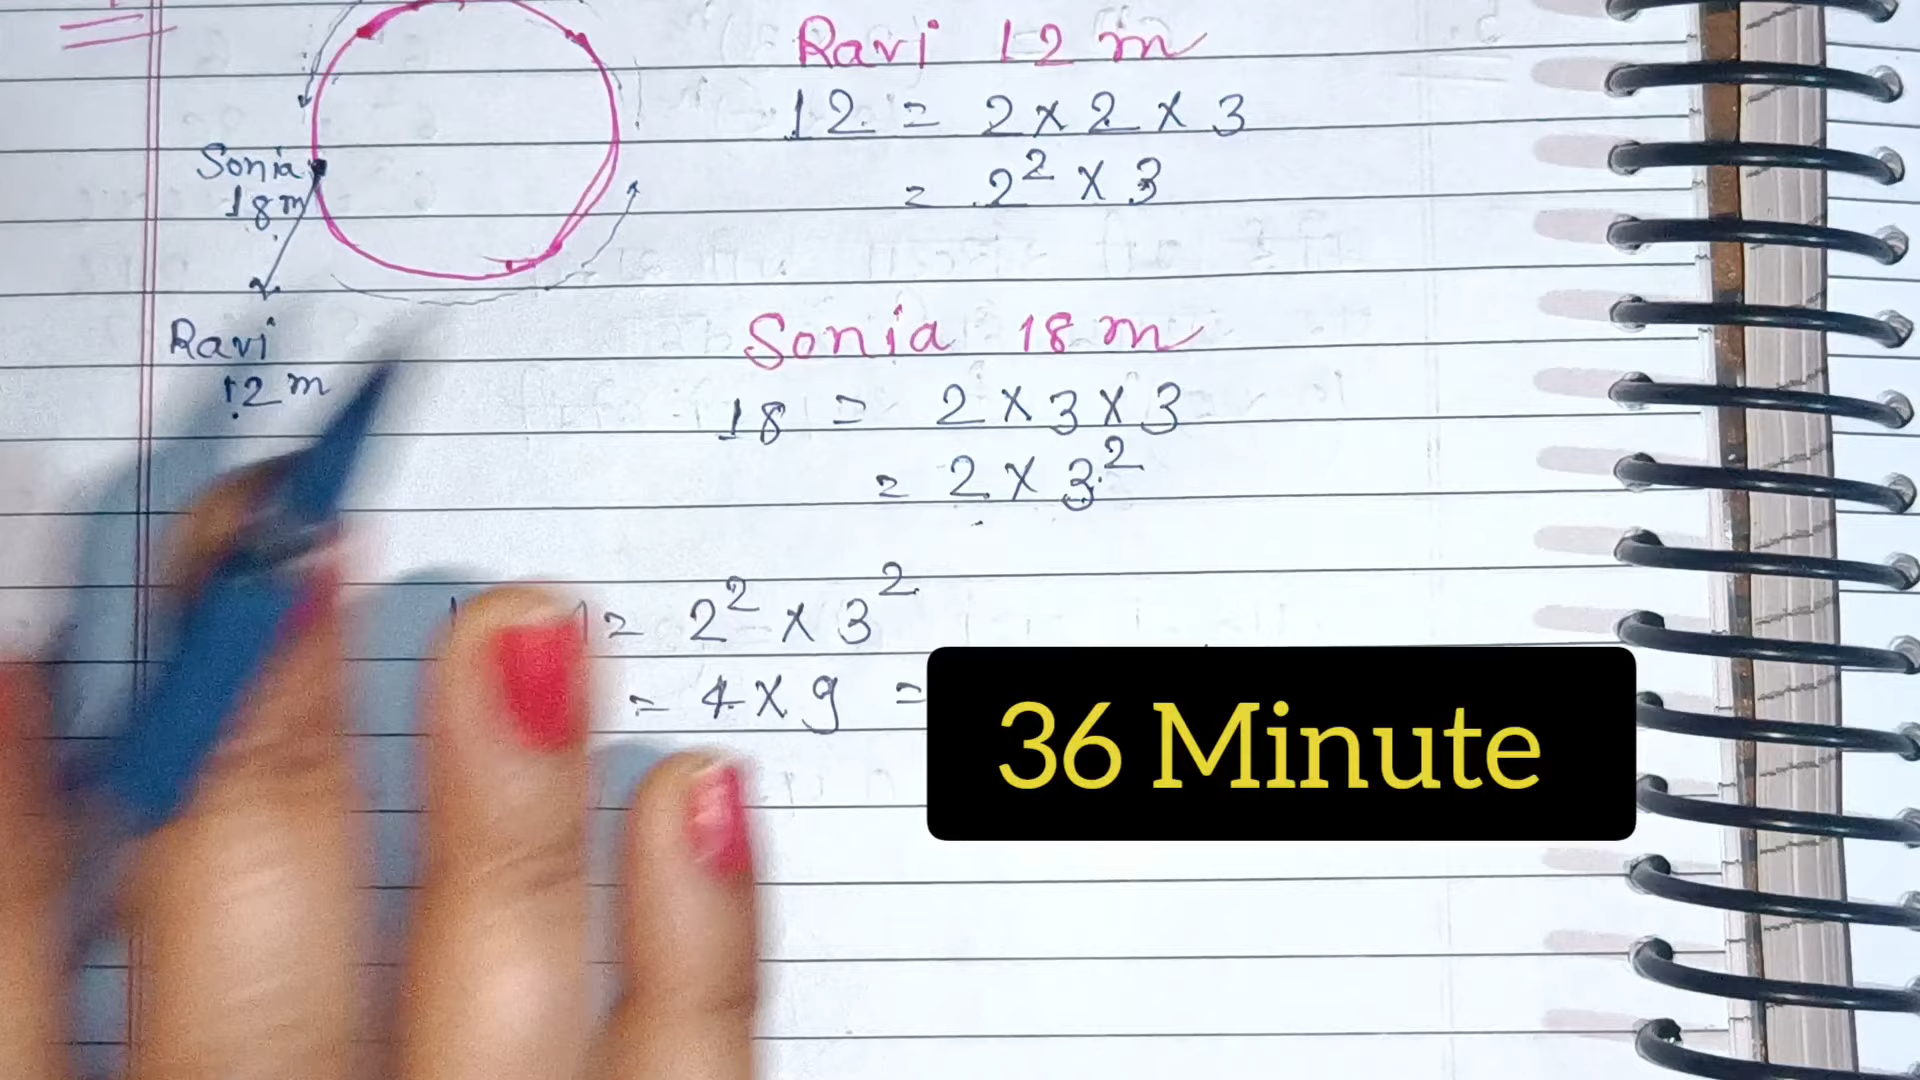 Ravi 12 m
12 = 2 × 2 × 3
= 2² × 3
Sonia
18 m
Ravi
12 m
Sonia 18 m
18 = 2 × 3 × 3
= 2 × 3²
= 2² × 3²
= 4 × 9 =
36 Minute